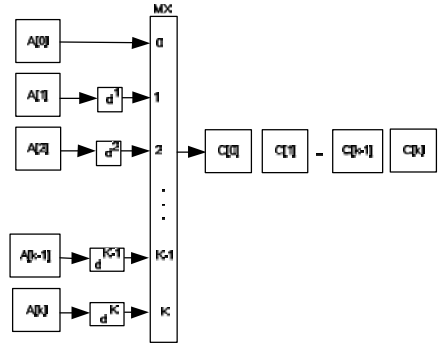 MX
A[0] 0
A[1] d^1 1
A[2] d^2 2
C[0] C[1] - C[k-1] C[k]
A[k-1] d^K-1 K-1
A[k] d^K K